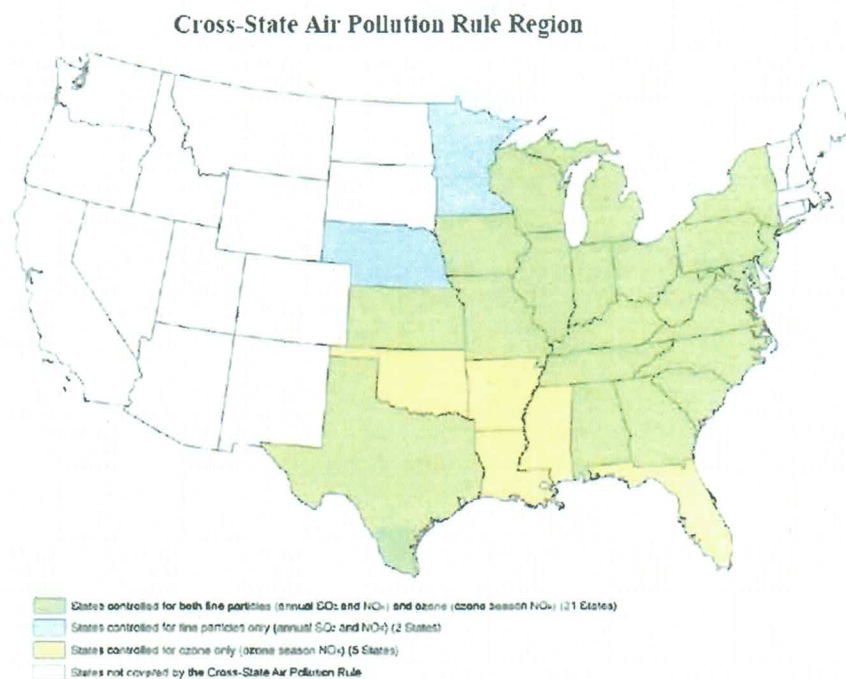 Cross-State Air Pollution Rule Region
States controlled for both fine particles (annual SO₂ and NOₓ) and ozone (ozone season NOₓ) (21 States)
States controlled for fine particles only (annual SO₂ and NOₓ) (2 States)
States controlled for ozone only (ozone season NOₓ) (5 States)
States not covered by the Cross-State Air Pollution Rule